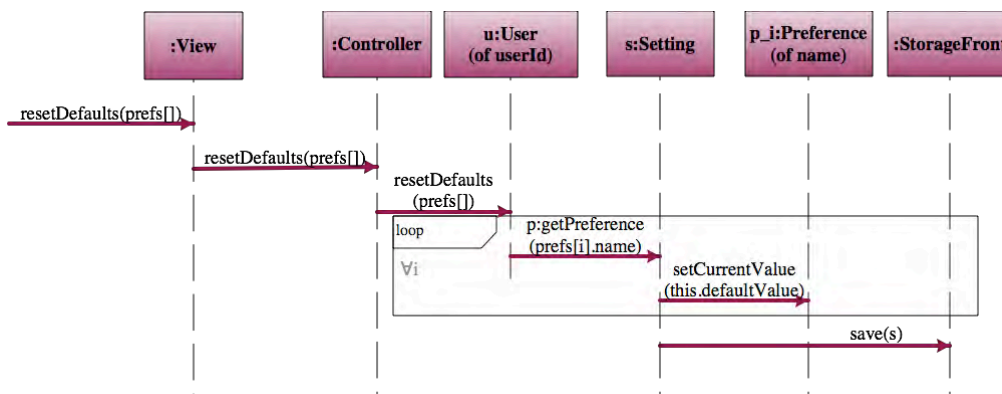 :View
:Controller
u:User
(of userId)
s:Setting
p_i:Preference
(of name)
:StorageFront
resetDefaults(prefs[])
resetDefaults(prefs[])
resetDefaults
(prefs[])
loop
∀i
p:getPreference
(prefs[i].name)
setCurrentValue
(this.defaultValue)
save(s)